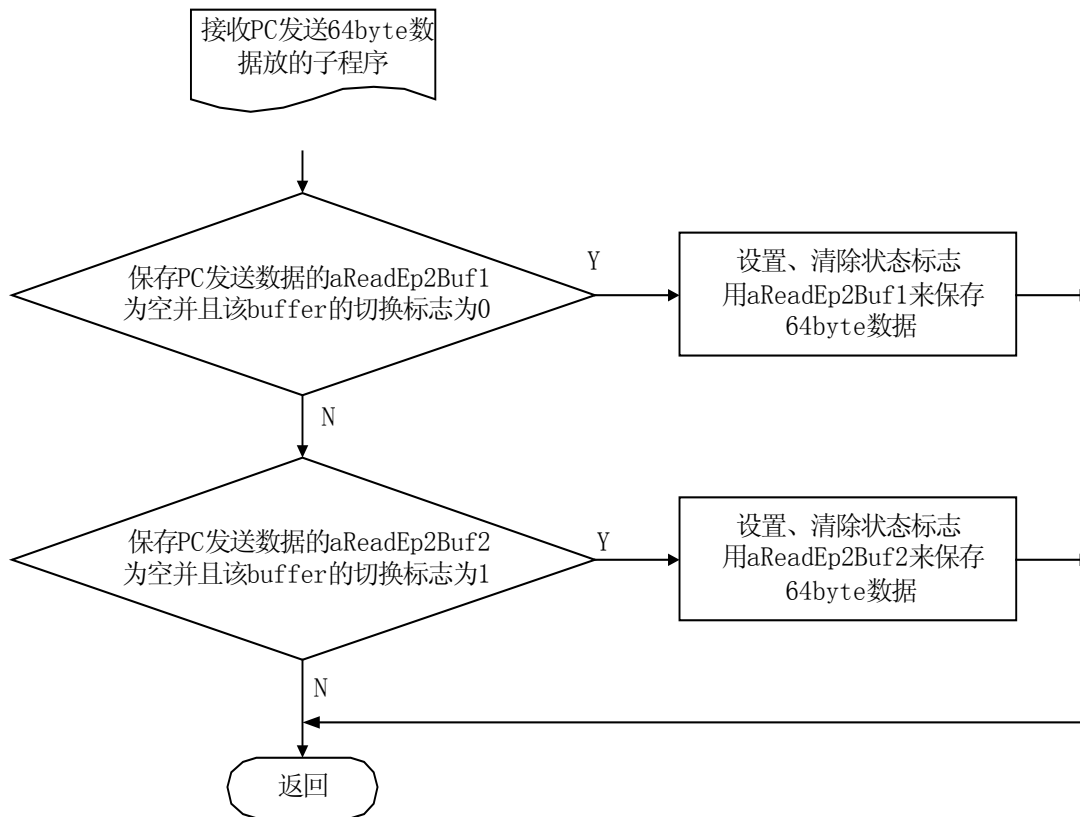 接收PC发送64byte数
据放的子程序
保存PC发送数据的aReadEp2Buf1
为空并且该buffer的切换标志为0
Y
设置、清除状态标志
用aReadEp2Buf1来保存
64byte数据
N
保存PC发送数据的aReadEp2Buf2
为空并且该buffer的切换标志为1
Y
设置、清除状态标志
用aReadEp2Buf2来保存
64byte数据
N
返回